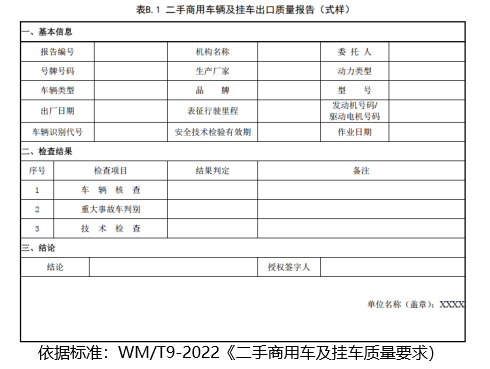 表B.1 二手商用车辆及挂车出口质量报告（式样）
一、基本信息
报告编号 机构名称 委 托 人
号牌号码 生产厂家 动力类型
车辆类型 品 牌 型 号
出厂日期 表征行驶里程 发动机号码/
驱动电机号码
车辆识别代号 安全技术检验有效期 作业日期
二、检查结果
序号 检查项目 结果判定 备注
1 车 辆 核 查
2 重大事故车判别
3 技 术 检 查
三、结论
结论 授权签字人
单位名称（盖章）：XXXX
依据标准：WM/T9-2022《二手商用车及挂车质量要求）